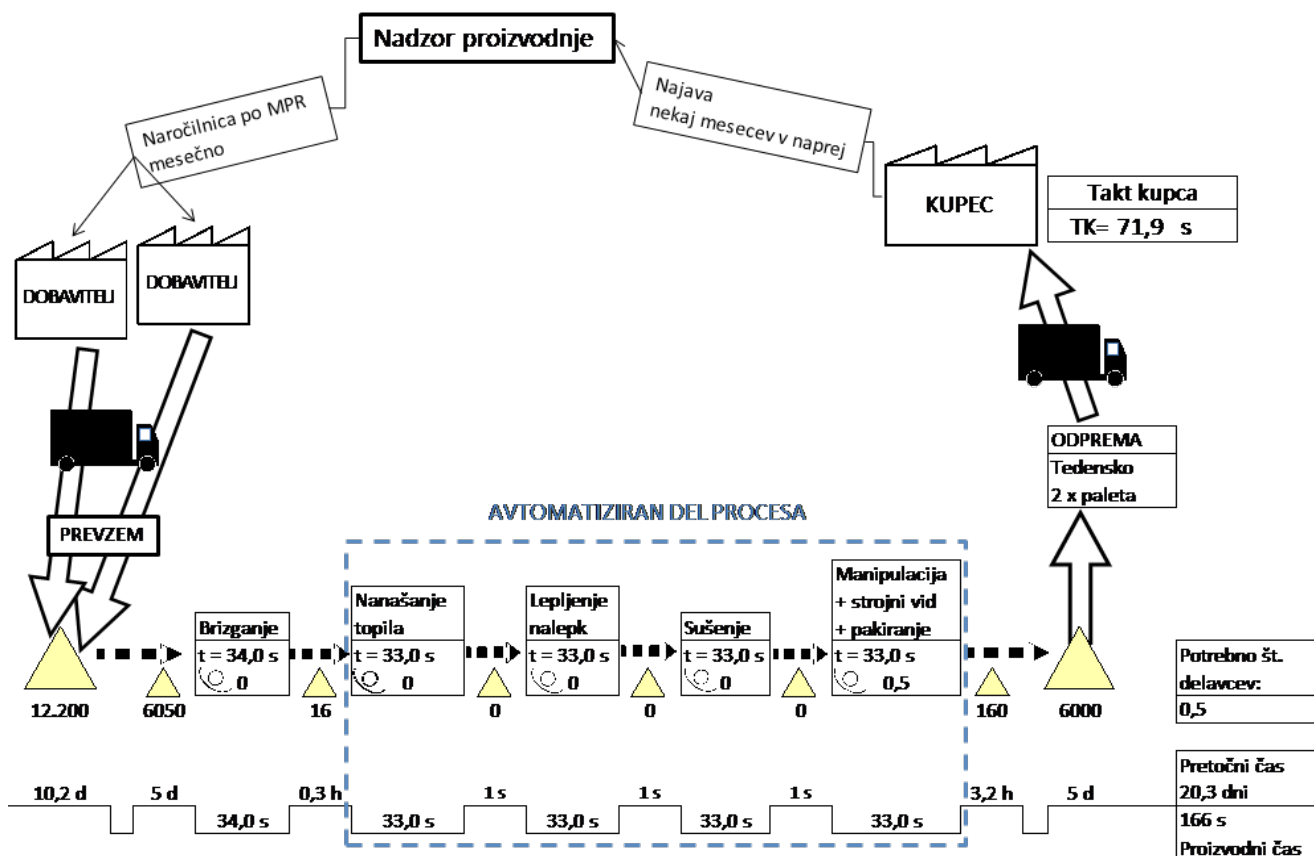 Nadzor proizvodnje
Naročilnica po MPR
mesečno
Najava
nekaj mesecev v naprej
KUPEC
Takt kupca
TK= 71,9 s
DOBAVITELJ
DOBAVITELJ
ODPREMA
Tedensko
2 x paleta
PREVZEM
AVTOMATIZIRAN DEL PROCESA
Brizganje
t = 34,0 s
0
Nanašanje
topila
t = 33,0 s
0
Lepljenje
nalepk
t = 33,0 s
0
Sušenje
t = 33,0 s
0
Manipulacija
+ strojni vid
+ pakiranje
t = 33,0 s
0,5
Potrebno št.
delavcev:
0,5
12.200
6050
16
0
0
0
160
6000
10,2 d
5 d
0,3 h
1 s
1 s
1 s
3,2 h
5 d
34,0 s
33,0 s
33,0 s
33,0 s
33,0 s
Pretočni čas
20,3 dni
166 s
Proizvodni čas